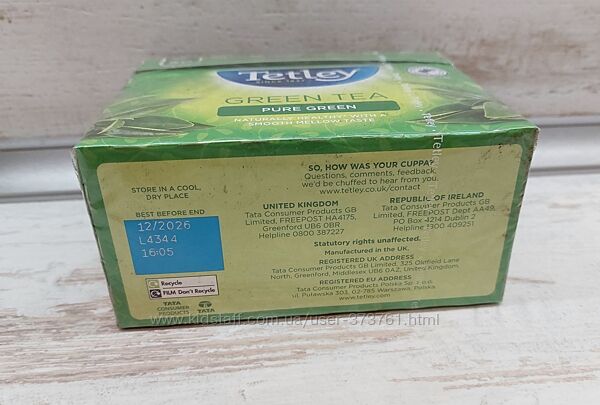 Tetley
SINCE 1837
GREEN TEA
PURE GREEN
NATURALLY HEALTHY* WITH A
SMOOTH MELLOW TASTE
STORE IN A COOL,
DRY PLACE
BEST BEFORE END
12/2026
L4344
16:05
Recycle
FILM Don't Recycle
TATA
CONSUMER
PRODUCTS
TATA
SO, HOW WAS YOUR CUPPA?
Questions, comments, feedback,
we'd be chuffed to hear from you.
www.tetley.co.uk/contact
UNITED KINGDOM
Tata Consumer Products GB
Limited, FREEPOST HA4175,
Greenford UB6 0BR
Helpline 0800 387227
REPUBLIC OF IRELAND
Tata Consumer Products GB
Limited, FREEPOST Dept AA49,
PO Box 4214 Dublin 2
Helpline 1800 409251
Statutory rights unaffected.
Manufactured in the UK.
REGISTERED UK ADDRESS
Tata Consumer Products GB Limited, 325 Oldfield Lane
North, Greenford, Middlesex UB6 0AZ, United Kingdom.
REGISTERED EU ADDRESS
Tata Consumer Products Polska Sp. z o.o.
ul. Puławska 303, 02-785 Warszawa, Polska
www.tetley.com
www.kidstaff.com.ua/user-373761.html